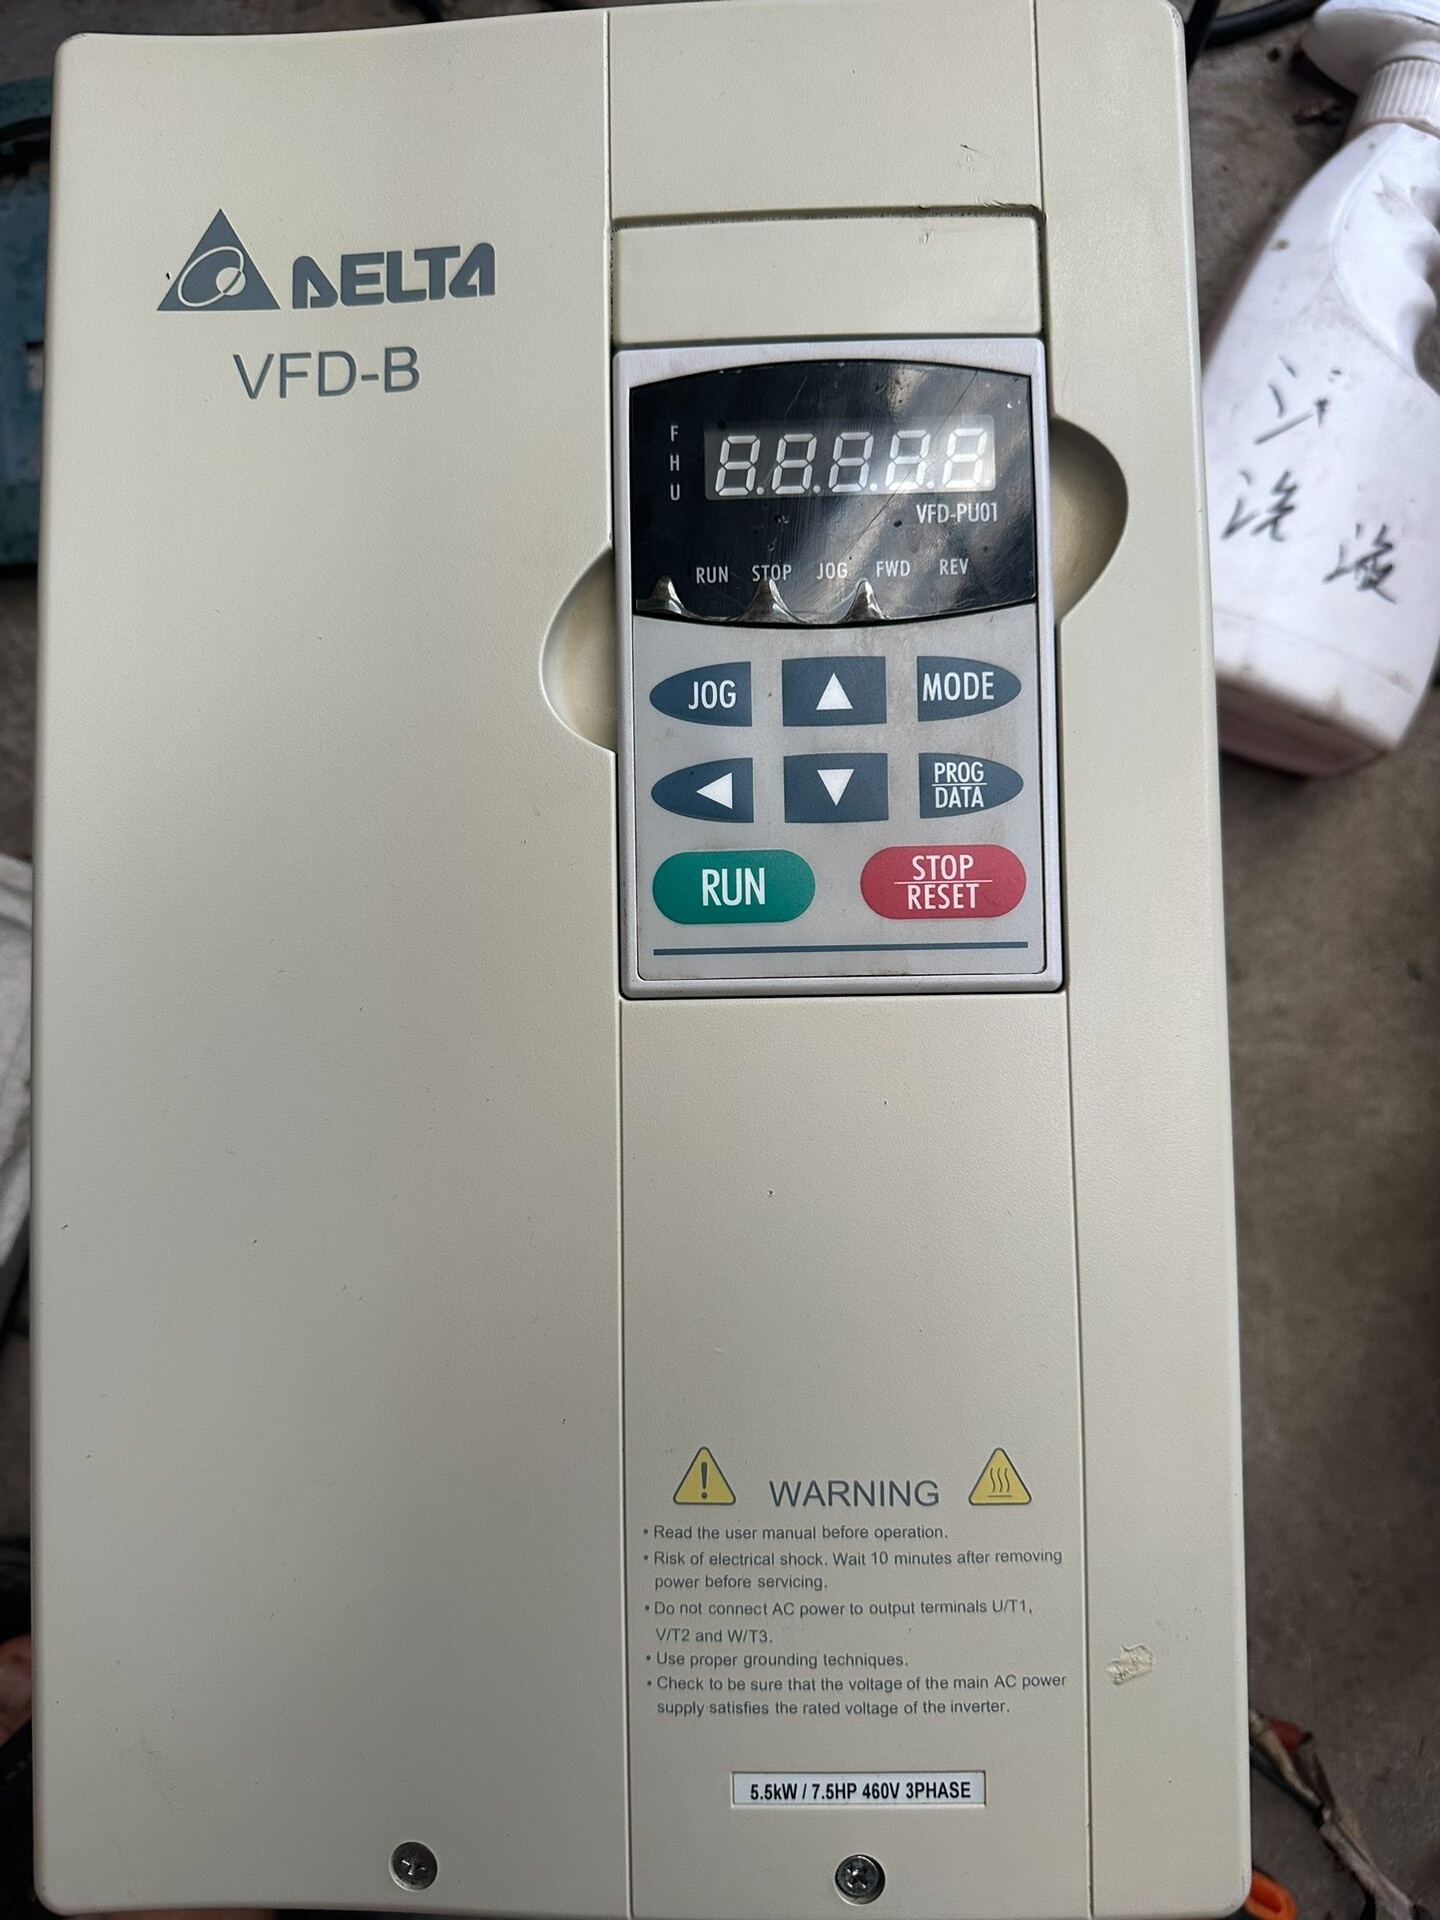 DELTA
VFD-B
F
H
U
8.8.8.8.8
VFD-PU01
RUN STOP JOG FWD REV
JOG
MODE
PROG
DATA
RUN
STOP
RESET
WARNING
• Read the user manual before operation.
• Risk of electrical shock. Wait 10 minutes after removing
power before servicing.
• Do not connect AC power to output terminals U/T1,
V/T2 and W/T3.
• Use proper grounding techniques.
• Check to be sure that the voltage of the main AC power
supply satisfies the rated voltage of the inverter.
5.5kW / 7.5HP 460V 3PHASE